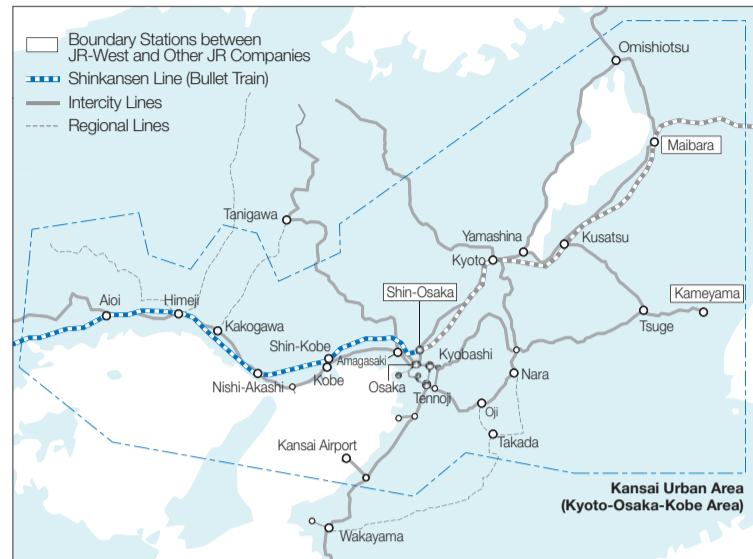 Boundary Stations between
JR-West and Other JR Companies
Shinkansen Line (Bullet Train)
Intercity Lines
Regional Lines
Omishiotsu
Maibara
Tanigawa
Yamashina
Kyoto
Kusatsu
Shin-Osaka
Kameyama
Aioi
Himeji
Kakogawa
Tsuge
Shin-Kobe
Amagasaki
Kyobashi
Nishi-Akashi
Kobe
Osaka
Nara
Tennoji
Oji
Takada
Kansai Airport
Kansai Urban Area
(Kyoto-Osaka-Kobe Area)
Wakayama